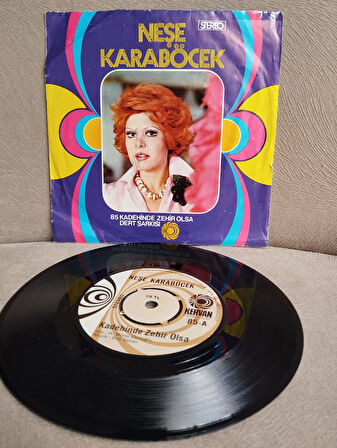 NEŞE
KARABÖCEK
STEREO
85 KADEHİNDE ZEHİR OLSA
DERT ŞARKISI
NEŞE KARABÖCEK
KERVAN
85-A
Kadehinde Zehir Olsa